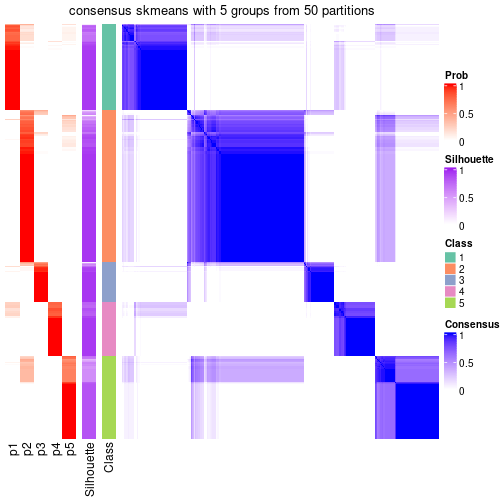 consensus skmeans with 5 groups from 50 partitions
Prob
1
0.5
0
Silhouette
1
0.5
0
Class
1
2
3
4
5
Consensus
1
0.5
0
p1
p2
p3
p4
p5
Silhouette
Class